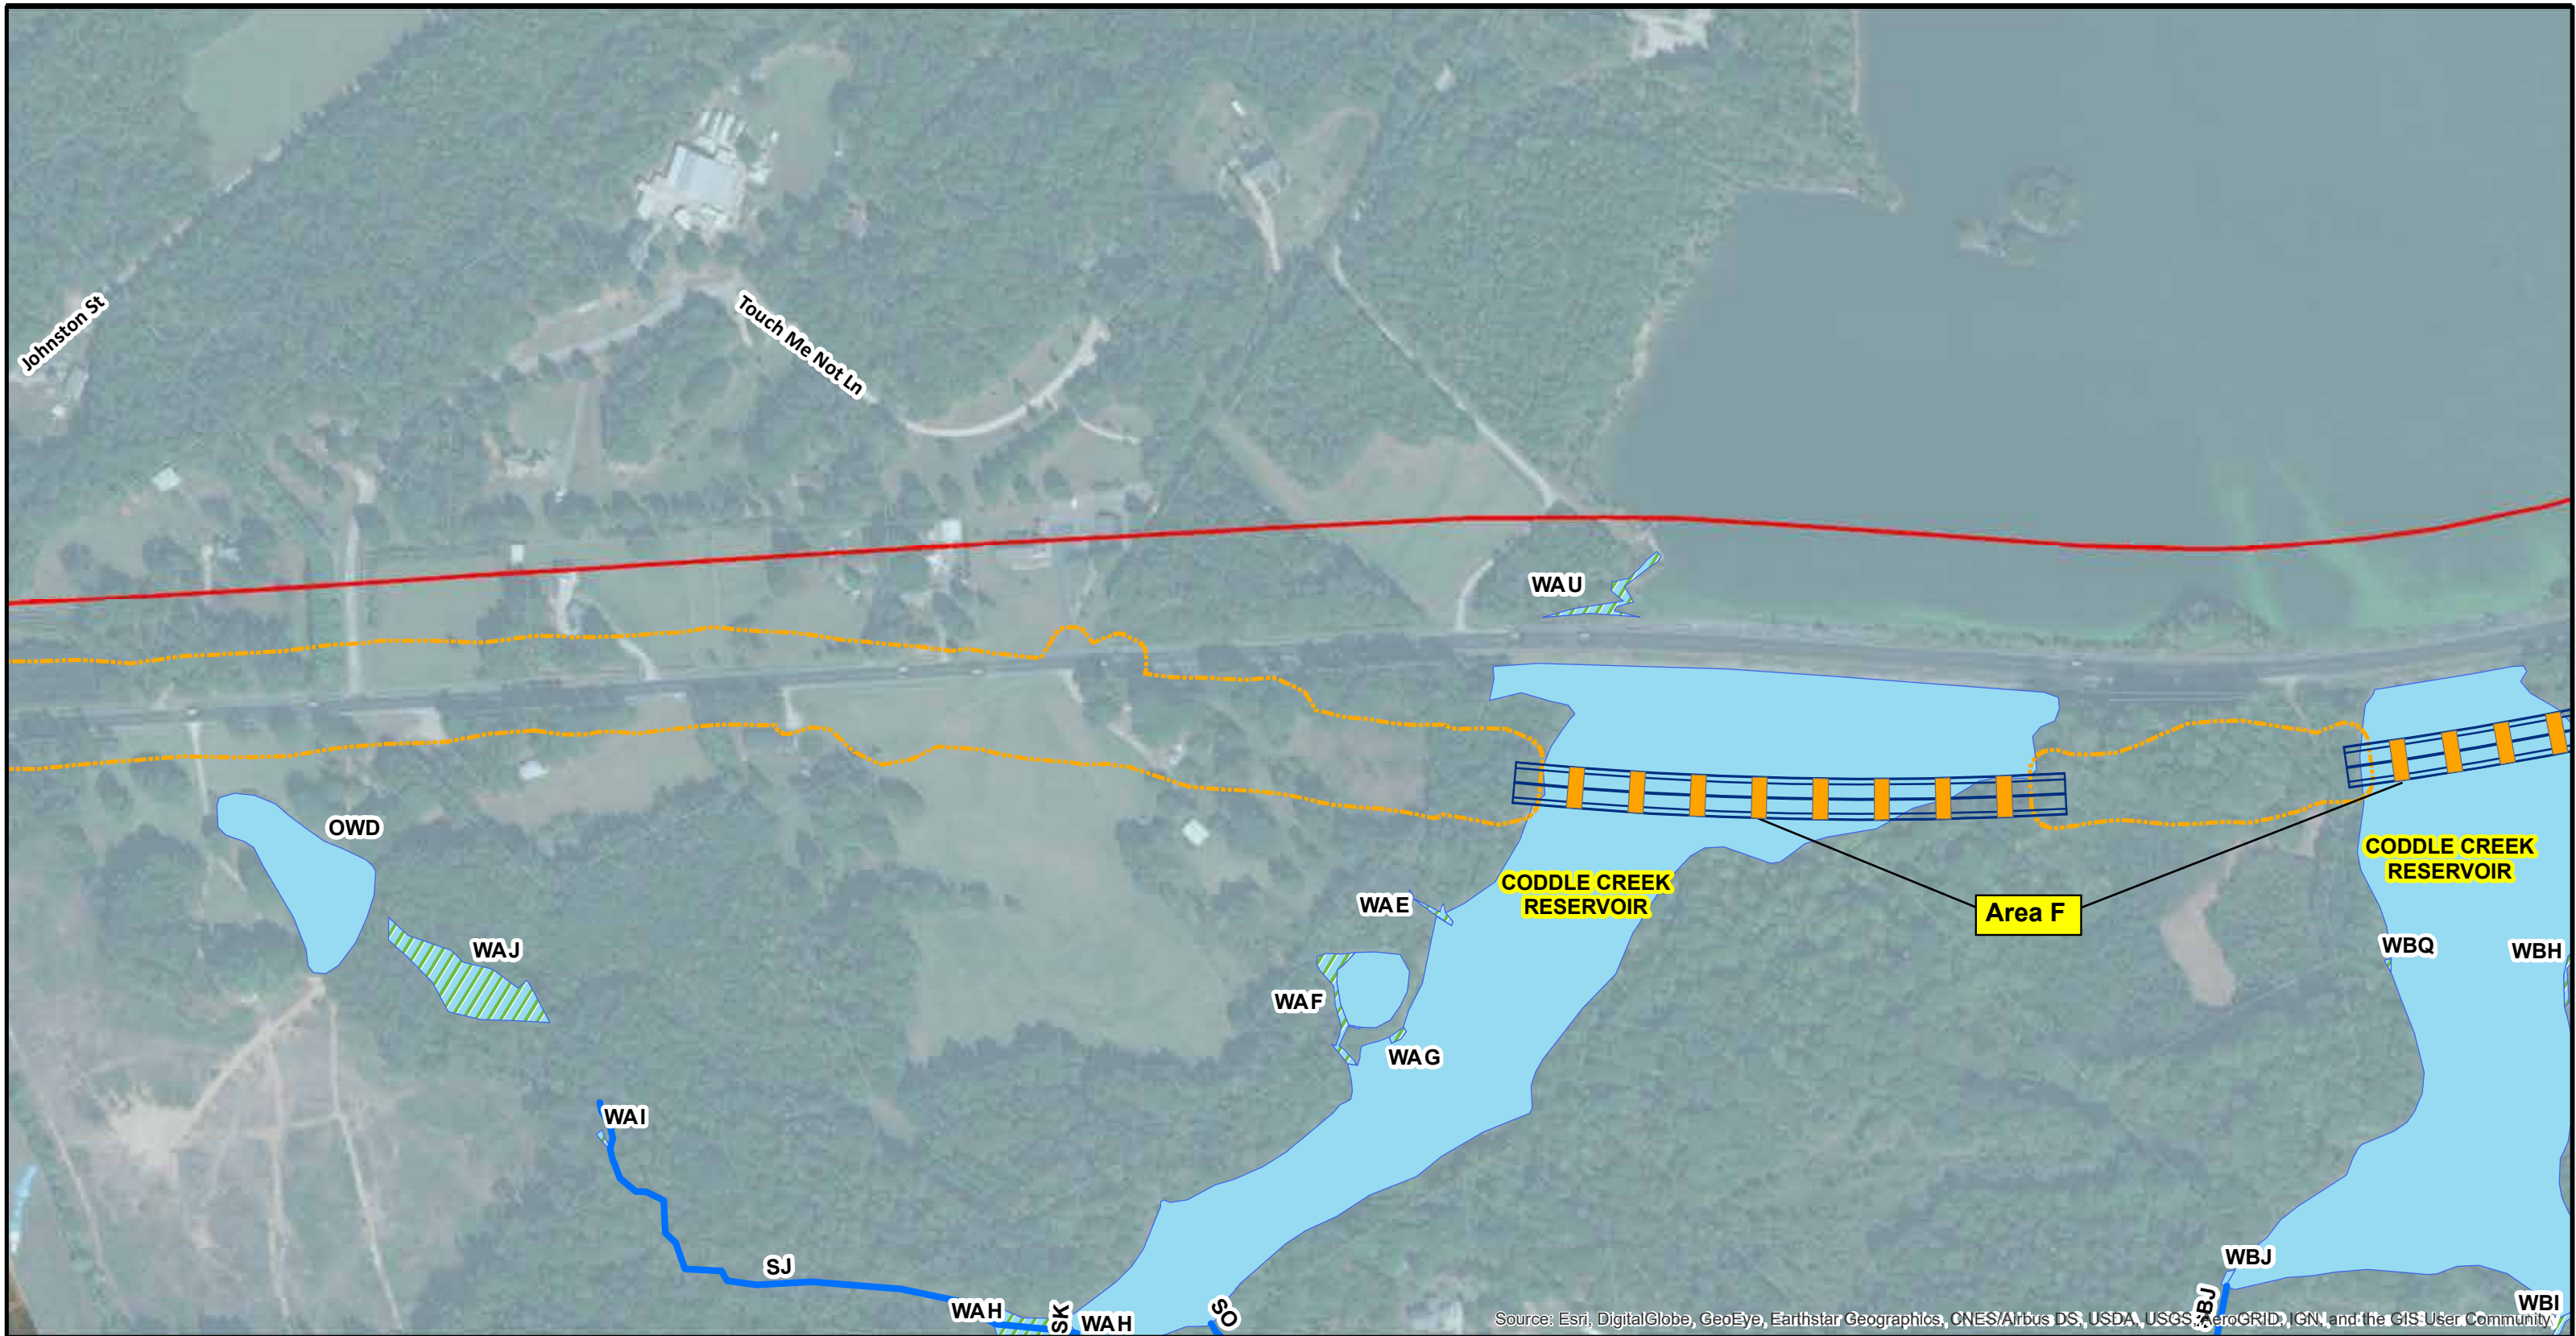 Johnston St
Touch Me Not Ln
WAU
OWD
WAJ
CODDLE CREEK
RESERVOIR
CODDLE CREEK
RESERVOIR
WAE
Area F
WBQ
WBH
WAF
WAG
WAI
SJ
WBJ
WAH
SK
WAH
SO
WBI
Source: Esri, DigitalGlobe, GeoEye, Earthstar Geographics, CNES/Airbus DS, USDA, USGS, AeroGRID, IGN, and the GIS User Community